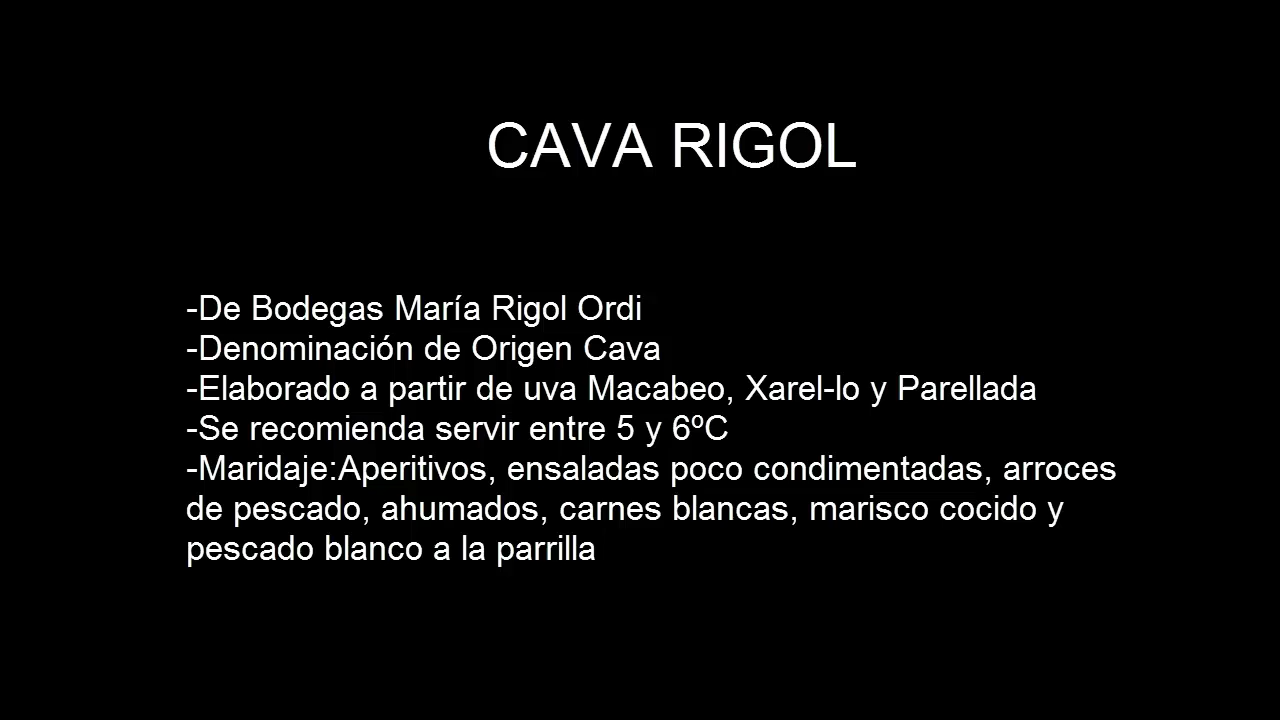 CAVA RIGOL
-De Bodegas María Rigol Ordi
-Denominación de Origen Cava
-Elaborado a partir de uva Macabeo, Xarel-lo y Parellada
-Se recomienda servir entre 5 y 6ºC
-Maridaje:Aperitivos, ensaladas poco condimentadas, arroces
de pescado, ahumados, carnes blancas, marisco cocido y
pescado blanco a la parrilla